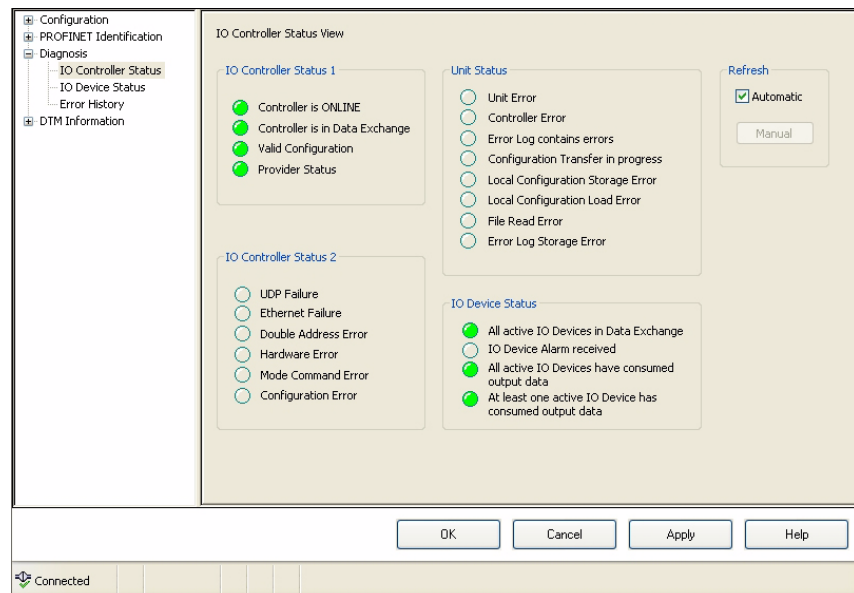 Configuration
PROFINET Identification
Diagnosis
IO Controller Status
IO Device Status
Error History
DTM Information
IO Controller Status View
IO Controller Status 1
Controller is ONLINE
Controller is in Data Exchange
Valid Configuration
Provider Status
IO Controller Status 2
UDP Failure
Ethernet Failure
Double Address Error
Hardware Error
Mode Command Error
Configuration Error
Unit Status
Unit Error
Controller Error
Error Log contains errors
Configuration Transfer in progress
Local Configuration Storage Error
Local Configuration Load Error
File Read Error
Error Log Storage Error
IO Device Status
All active IO Devices in Data Exchange
IO Device Alarm received
All active IO Devices have consumed
output data
At least one active IO Device has
consumed output data
Refresh
Automatic
Manual
OK
Cancel
Apply
Help
Connected